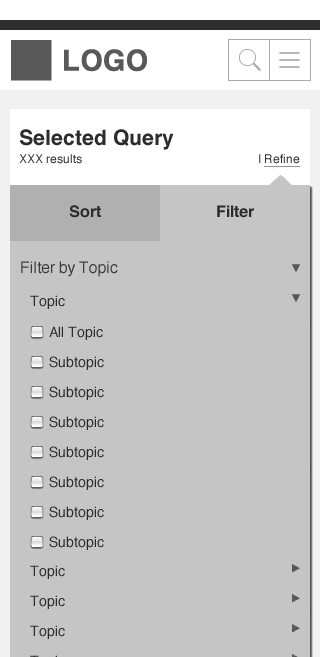 LOGO
Selected Query
XXX results
| Refine
Sort
Filter
Filter by Topic
Topic
All Topic
Subtopic
Subtopic
Subtopic
Subtopic
Subtopic
Subtopic
Subtopic
Topic
Topic
Topic